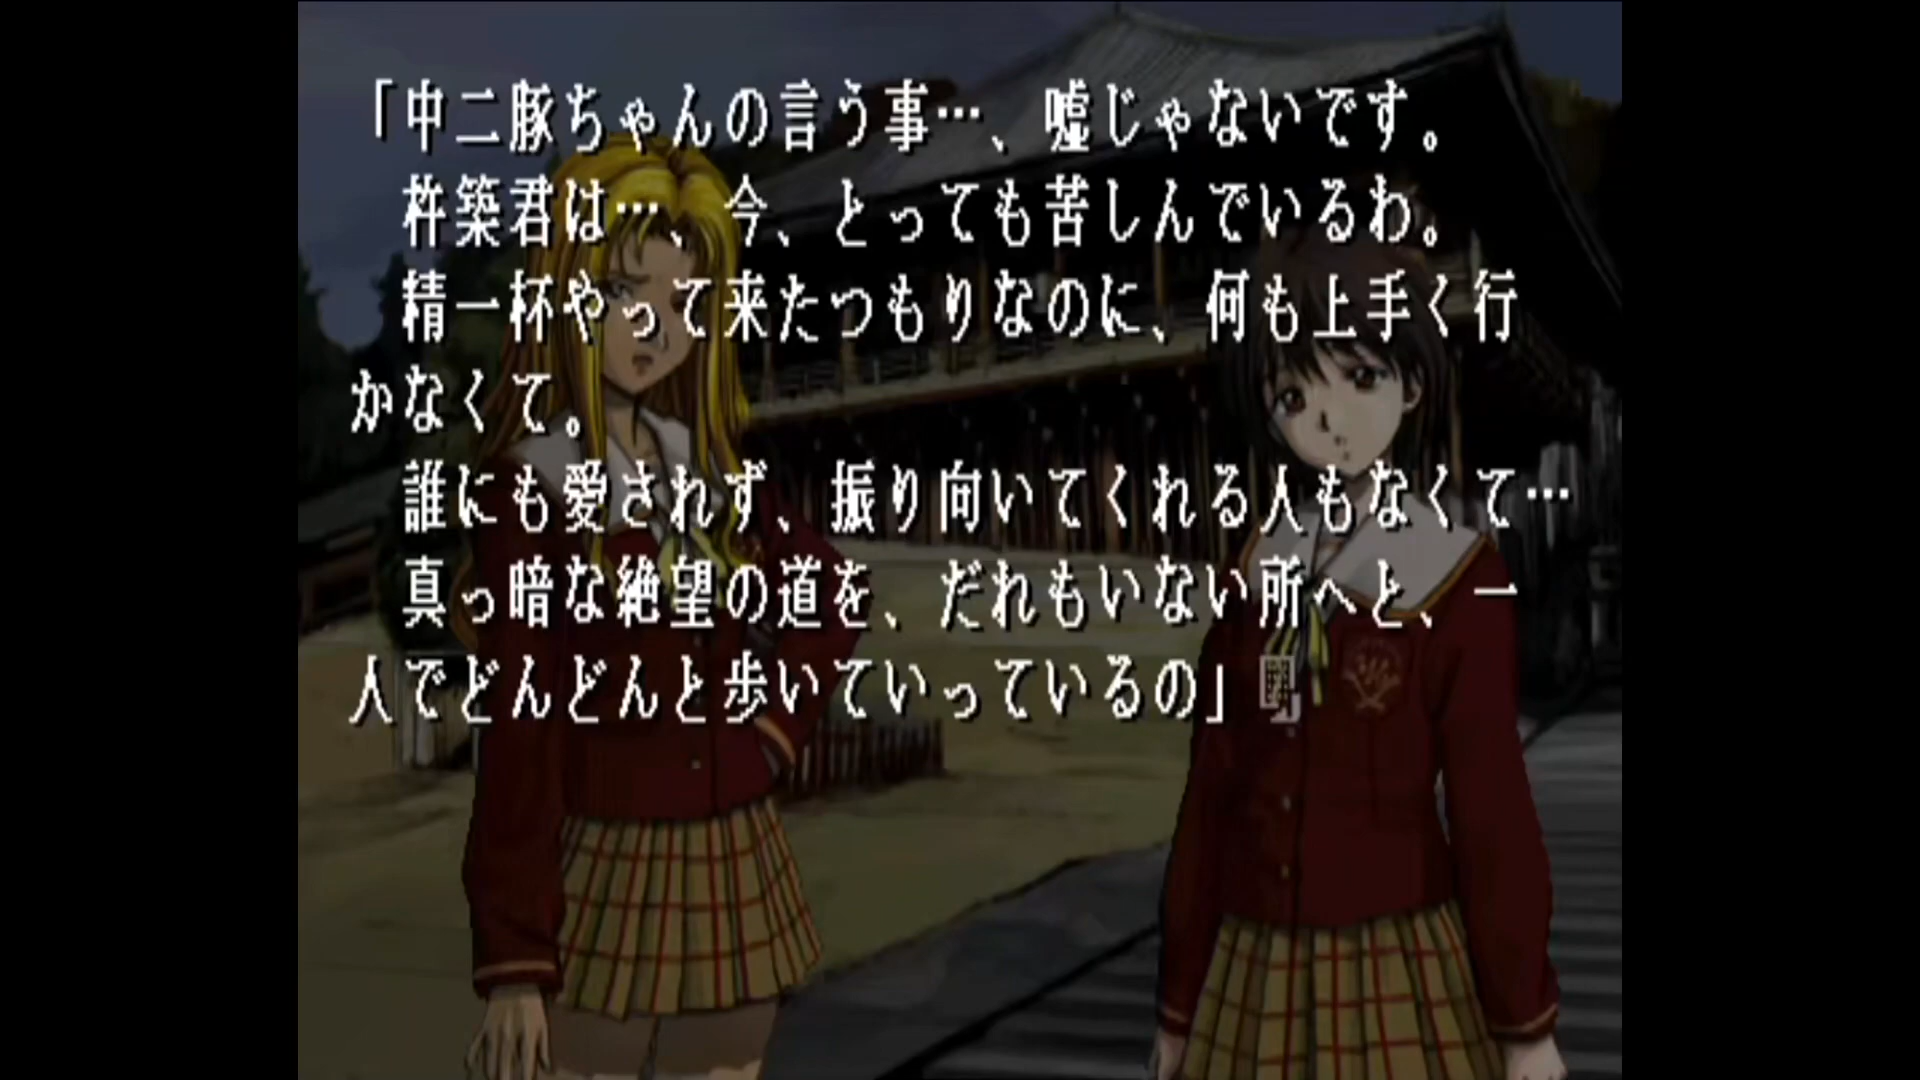 「中二豚ちゃんの言う事…、嘘じゃないです。
杵築君は…、今、とっても苦しんでいるわ。
精一杯やって来たつもりなのに、何も上手く行
かなくて。
誰にも愛されず、振り向いてくれる人もなくて…
真っ暗な絶望の道を、だれもいない所へと、一
人でどんどんと歩いていっているの」